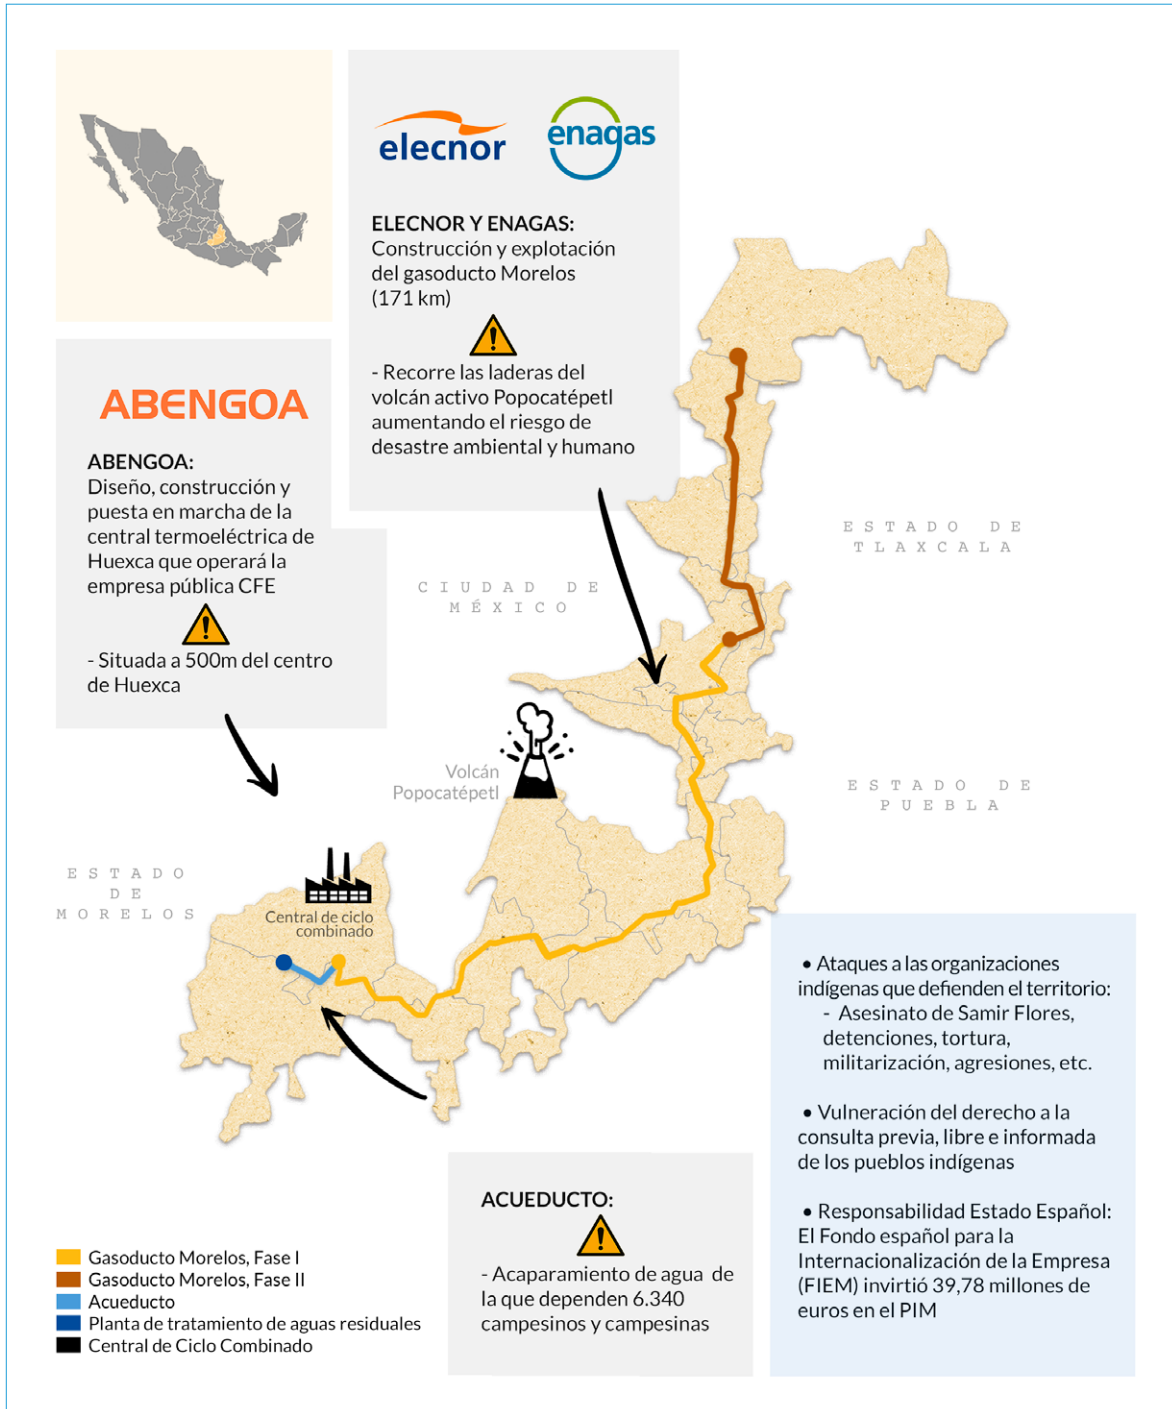 elecnor
enagas
ELECNOR Y ENAGAS:
Construcción y explotación
del gasoducto Morelos
(171 km)
- Recorre las laderas del
volcán activo Popocatépetl
aumentando el riesgo de
desastre ambiental y humano
ABENGOA
ABENGOA:
Diseño, construcción y
puesta en marcha de la
central termoeléctrica de
Huexca que operará la
empresa pública CFE
- Situada a 500m del centro
de Huexca
ESTADO DE
TLAXCALA
CIUDAD DE
MÉXICO
Volcán
Popocatépetl
ESTADO DE
PUEBLA
ESTADO
DE
MORELOS
Central de ciclo
combinado
• Ataques a las organizaciones
indígenas que defienden el territorio:
- Asesinato de Samir Flores,
detenciones, tortura,
militarización, agresiones, etc.
• Vulneración del derecho a la
consulta previa, libre e informada
de los pueblos indígenas
• Responsabilidad Estado Español:
El Fondo español para la
Internacionalización de la Empresa
(FIEM) invirtió 39,78 millones de
euros en el PIM
ACUEDUCTO:
- Acaparamiento de agua de
la que dependen 6.340
campesinos y campesinas
Gasoducto Morelos, Fase I
Gasoducto Morelos, Fase II
Acueducto
Planta de tratamiento de aguas residuales
Central de Ciclo Combinado